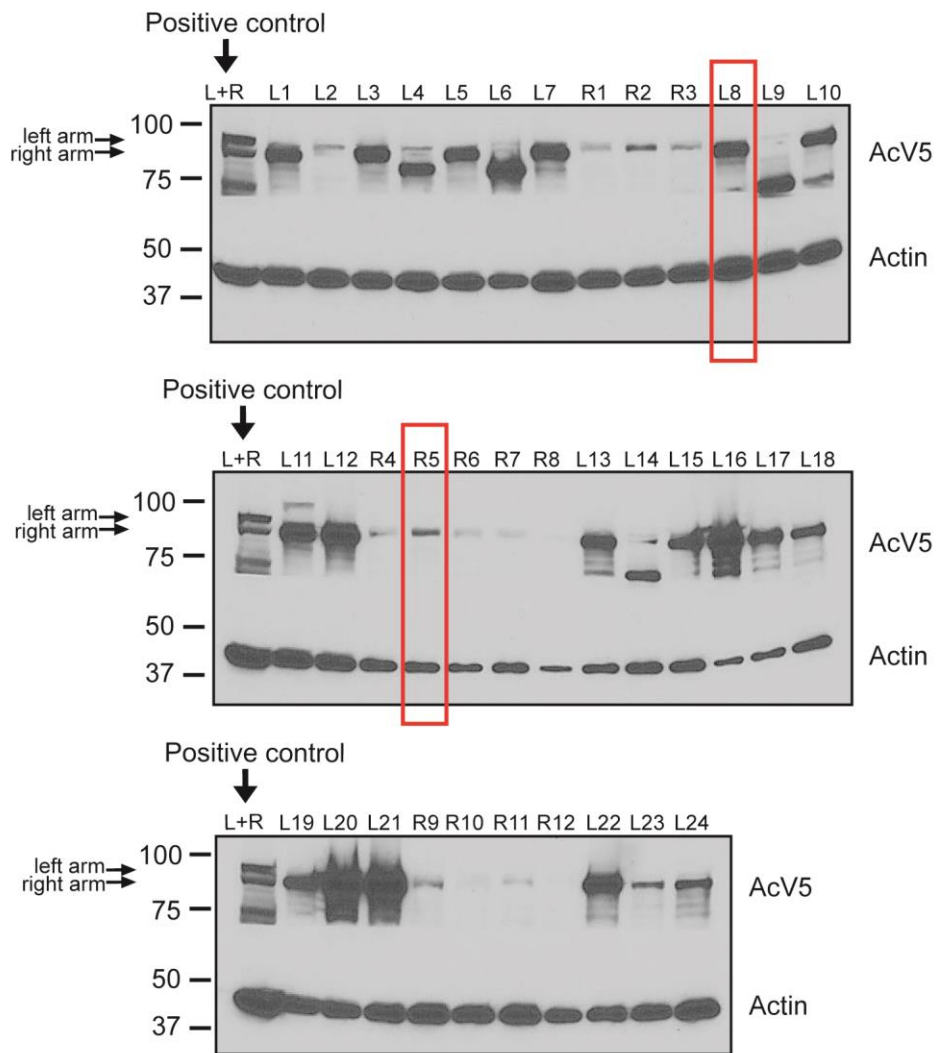 Positive control
L+R L1 L2 L3 L4 L5 L6 L7 R1 R2 R3 L8 L9 L10
100
left arm
right arm
AcV5
75
50
Actin
37
Positive control
L+R L11 L12 R4 R5 R6 R7 R8 L13 L14 L15 L16 L17 L18
100
left arm
right arm
AcV5
75
50
Actin
37
Positive control
L+R L19 L20 L21 R9 R10 R11 R12 L22 L23 L24
100
left arm
right arm
AcV5
75
50
Actin
37